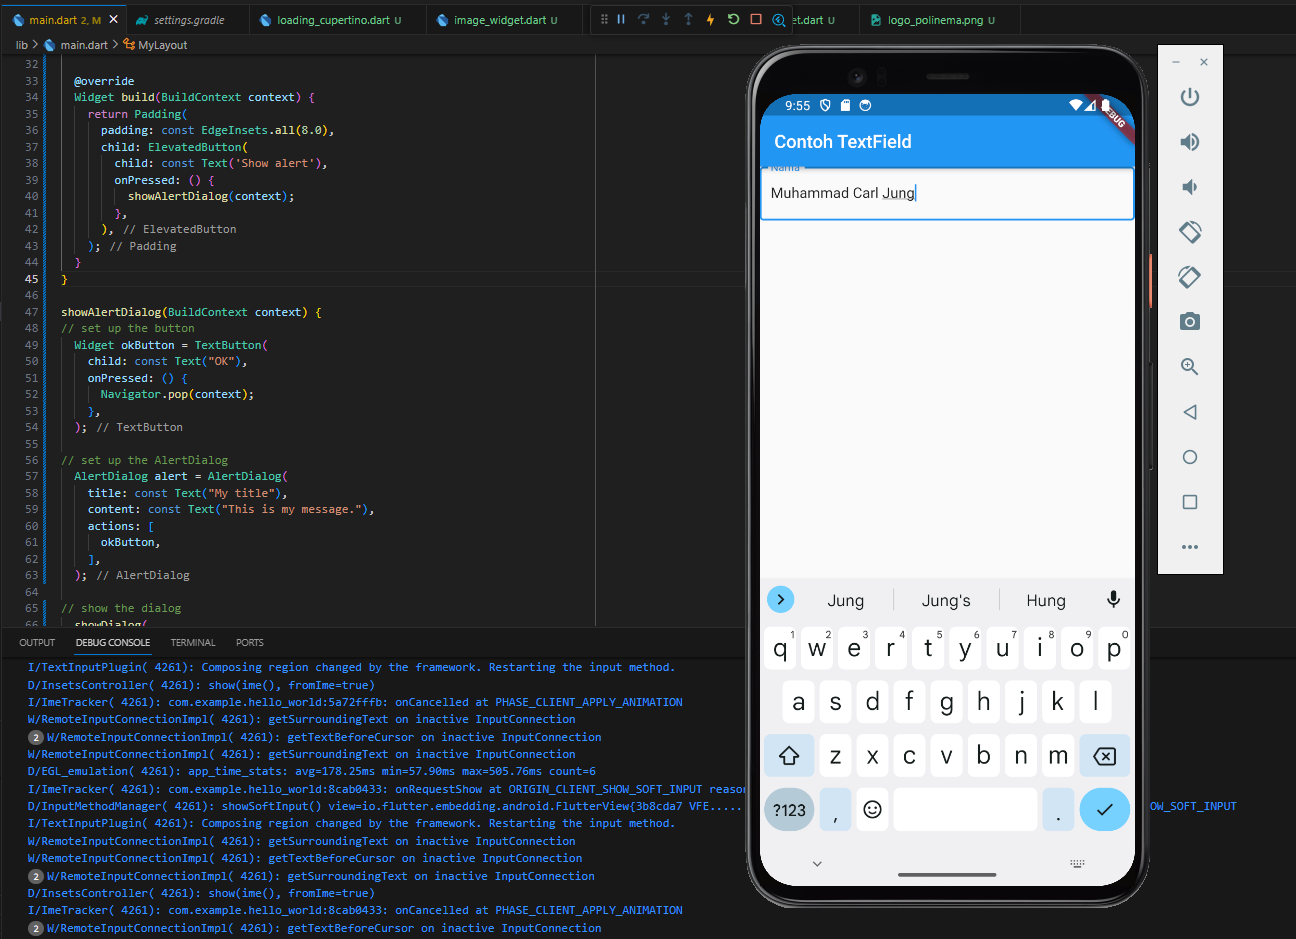 main.dart 2, M
settings.gradle
loading_cupertino.dart U
image_widget.dart U
et.dart U
logo_polinema.png U
lib > main.dart > MyLayout
32
33 @override
34 Widget build(BuildContext context) {
35 return Padding(
36 padding: const EdgeInsets.all(8.0),
37 child: ElevatedButton(
38 child: const Text('Show alert'),
39 onPressed: () {
40 showAlertDialog(context);
41 },
42 ), // ElevatedButton
43 ); // Padding
44 }
45 }
46
47 showAlertDialog(BuildContext context) {
48 // set up the button
49 Widget okButton = TextButton(
50 child: const Text("OK"),
51 onPressed: () {
52 Navigator.pop(context);
53 },
54 ); // TextButton
55
56 // set up the AlertDialog
57 AlertDialog alert = AlertDialog(
58 title: const Text("My title"),
59 content: const Text("This is my message."),
60 actions: [
61 okButton,
62 ],
63 ); // AlertDialog
64
65 // show the dialog
66 showDialog(
OUTPUT DEBUG CONSOLE TERMINAL PORTS
I/TextInputPlugin( 4261): Composing region changed by the framework. Restarting the input method.
D/InsetsController( 4261): show(ime(), fromIme=true)
I/ImeTracker( 4261): com.example.hello_world:5a72fffb: onCancelled at PHASE_CLIENT_APPLY_ANIMATION
W/RemoteInputConnectionImpl( 4261): getSurroundingText on inactive InputConnection
2 W/RemoteInputConnectionImpl( 4261): getTextBeforeCursor on inactive InputConnection
W/RemoteInputConnectionImpl( 4261): getSurroundingText on inactive InputConnection
D/EGL_emulation( 4261): app_time_stats: avg=178.25ms min=57.90ms max=505.76ms count=6
I/ImeTracker( 4261): com.example.hello_world:8cab0433: onRequestShow at ORIGIN_CLIENT_SHOW_SOFT_INPUT reason
D/InputMethodManager( 4261): showSoftInput() view=io.flutter.embedding.android.FlutterView{3b8cda7 VFE..... OW_SOFT_INPUT
I/TextInputPlugin( 4261): Composing region changed by the framework. Restarting the input method.
W/RemoteInputConnectionImpl( 4261): getSurroundingText on inactive InputConnection
W/RemoteInputConnectionImpl( 4261): getTextBeforeCursor on inactive InputConnection
2 W/RemoteInputConnectionImpl( 4261): getSurroundingText on inactive InputConnection
D/InsetsController( 4261): show(ime(), fromIme=true)
I/ImeTracker( 4261): com.example.hello_world:8cab0433: onCancelled at PHASE_CLIENT_APPLY_ANIMATION
2 W/RemoteInputConnectionImpl( 4261): getTextBeforeCursor on inactive InputConnection
9:55
EBUG
Contoh TextField
Nama
Muhammad Carl Jung
Jung Jung's Hung
q1 w2 e3 r4 t5 y6 u7 i8 o9 p0
a s d f g h j k l
z x c v b n m
?123 , .